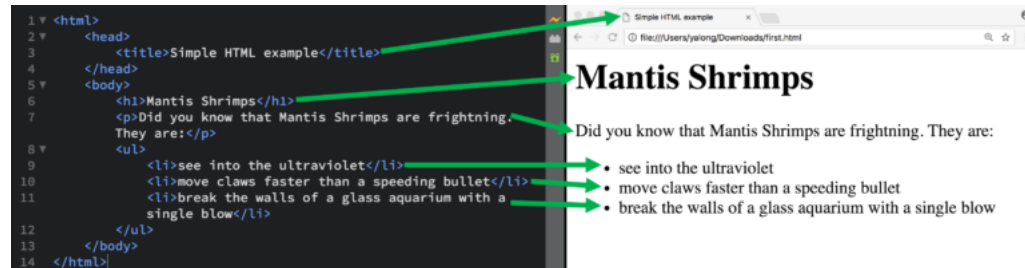 1 <html>
2 <head>
3 <title>Simple HTML example</title>
4 </head>
5 <body>
6 <h1>Mantis Shrimps</h1>
7 <p>Did you know that Mantis Shrimps are frightning.
They are:</p>
8 <ul>
9 <li>see into the ultraviolet</li>
10 <li>move claws faster than a speeding bullet</li>
11 <li>break the walls of a glass aquarium with a
single blow</li>
12 </ul>
13 </body>
14 </html>
Simple HTML example
file:///Users/yalong/Downloads/first.html
Mantis Shrimps
Did you know that Mantis Shrimps are frightning. They are:
• see into the ultraviolet
• move claws faster than a speeding bullet
• break the walls of a glass aquarium with a single blow